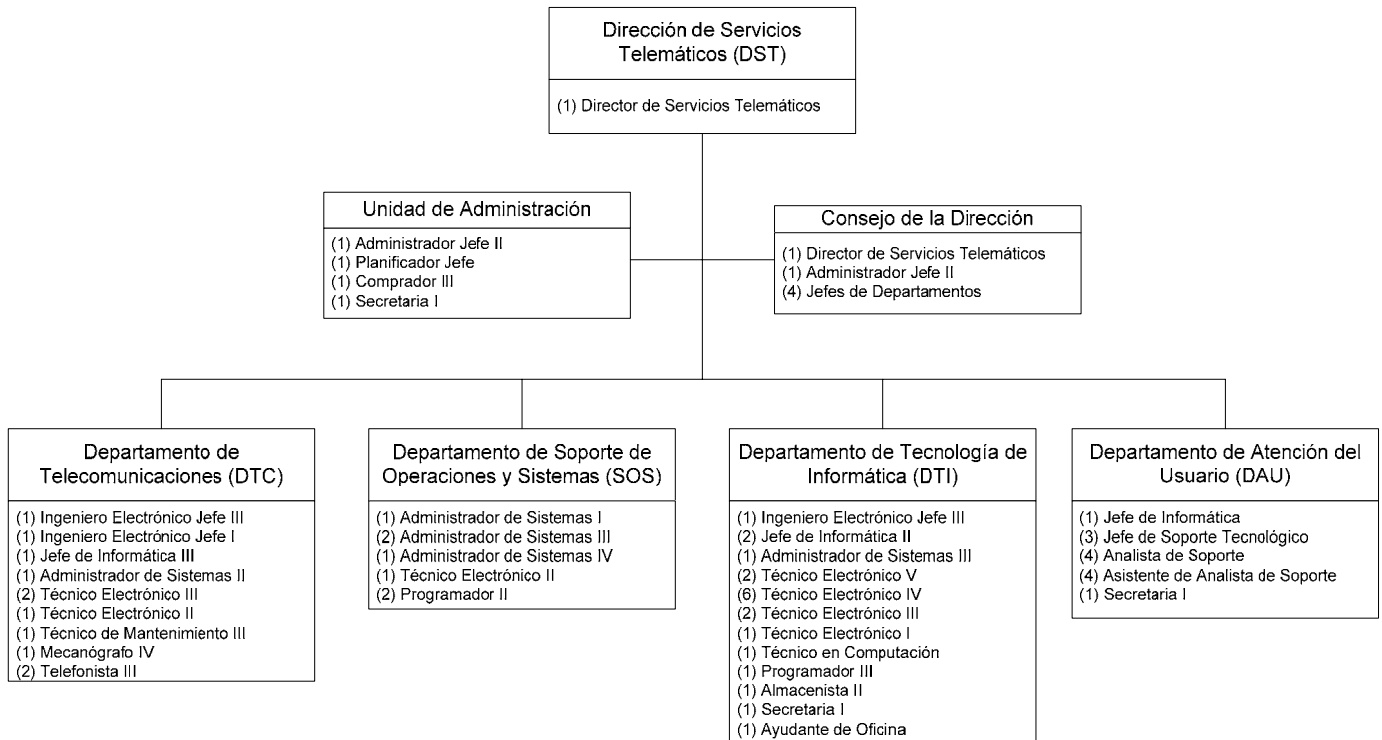 Dirección de Servicios
Telemáticos (DST)
(1) Director de Servicios Telemáticos
Unidad de Administración
(1) Administrador Jefe II
(1) Planificador Jefe
(1) Comprador III
(1) Secretaria I
Consejo de la Dirección
(1) Director de Servicios Telemáticos
(1) Administrador Jefe II
(4) Jefes de Departamentos
Departamento de
Telecomunicaciones (DTC)
(1) Ingeniero Electrónico Jefe III
(1) Ingeniero Electrónico Jefe I
(1) Jefe de Informática III
(1) Administrador de Sistemas II
(2) Técnico Electrónico III
(1) Técnico Electrónico II
(1) Técnico de Mantenimiento III
(1) Mecanógrafo IV
(2) Telefonista III
Departamento de Soporte de
Operaciones y Sistemas (SOS)
(1) Administrador de Sistemas I
(2) Administrador de Sistemas III
(1) Administrador de Sistemas IV
(1) Técnico Electrónico II
(2) Programador II
Departamento de Tecnología de
Informática (DTI)
(1) Ingeniero Electrónico Jefe III
(2) Jefe de Informática II
(1) Administrador de Sistemas III
(2) Técnico Electrónico V
(6) Técnico Electrónico IV
(2) Técnico Electrónico III
(1) Técnico Electrónico I
(1) Técnico en Computación
(1) Programador III
(1) Almacenista II
(1) Secretaria I
(1) Ayudante de Oficina
Departamento de Atención del
Usuario (DAU)
(1) Jefe de Informática
(3) Jefe de Soporte Tecnológico
(4) Analista de Soporte
(4) Asistente de Analista de Soporte
(1) Secretaria I